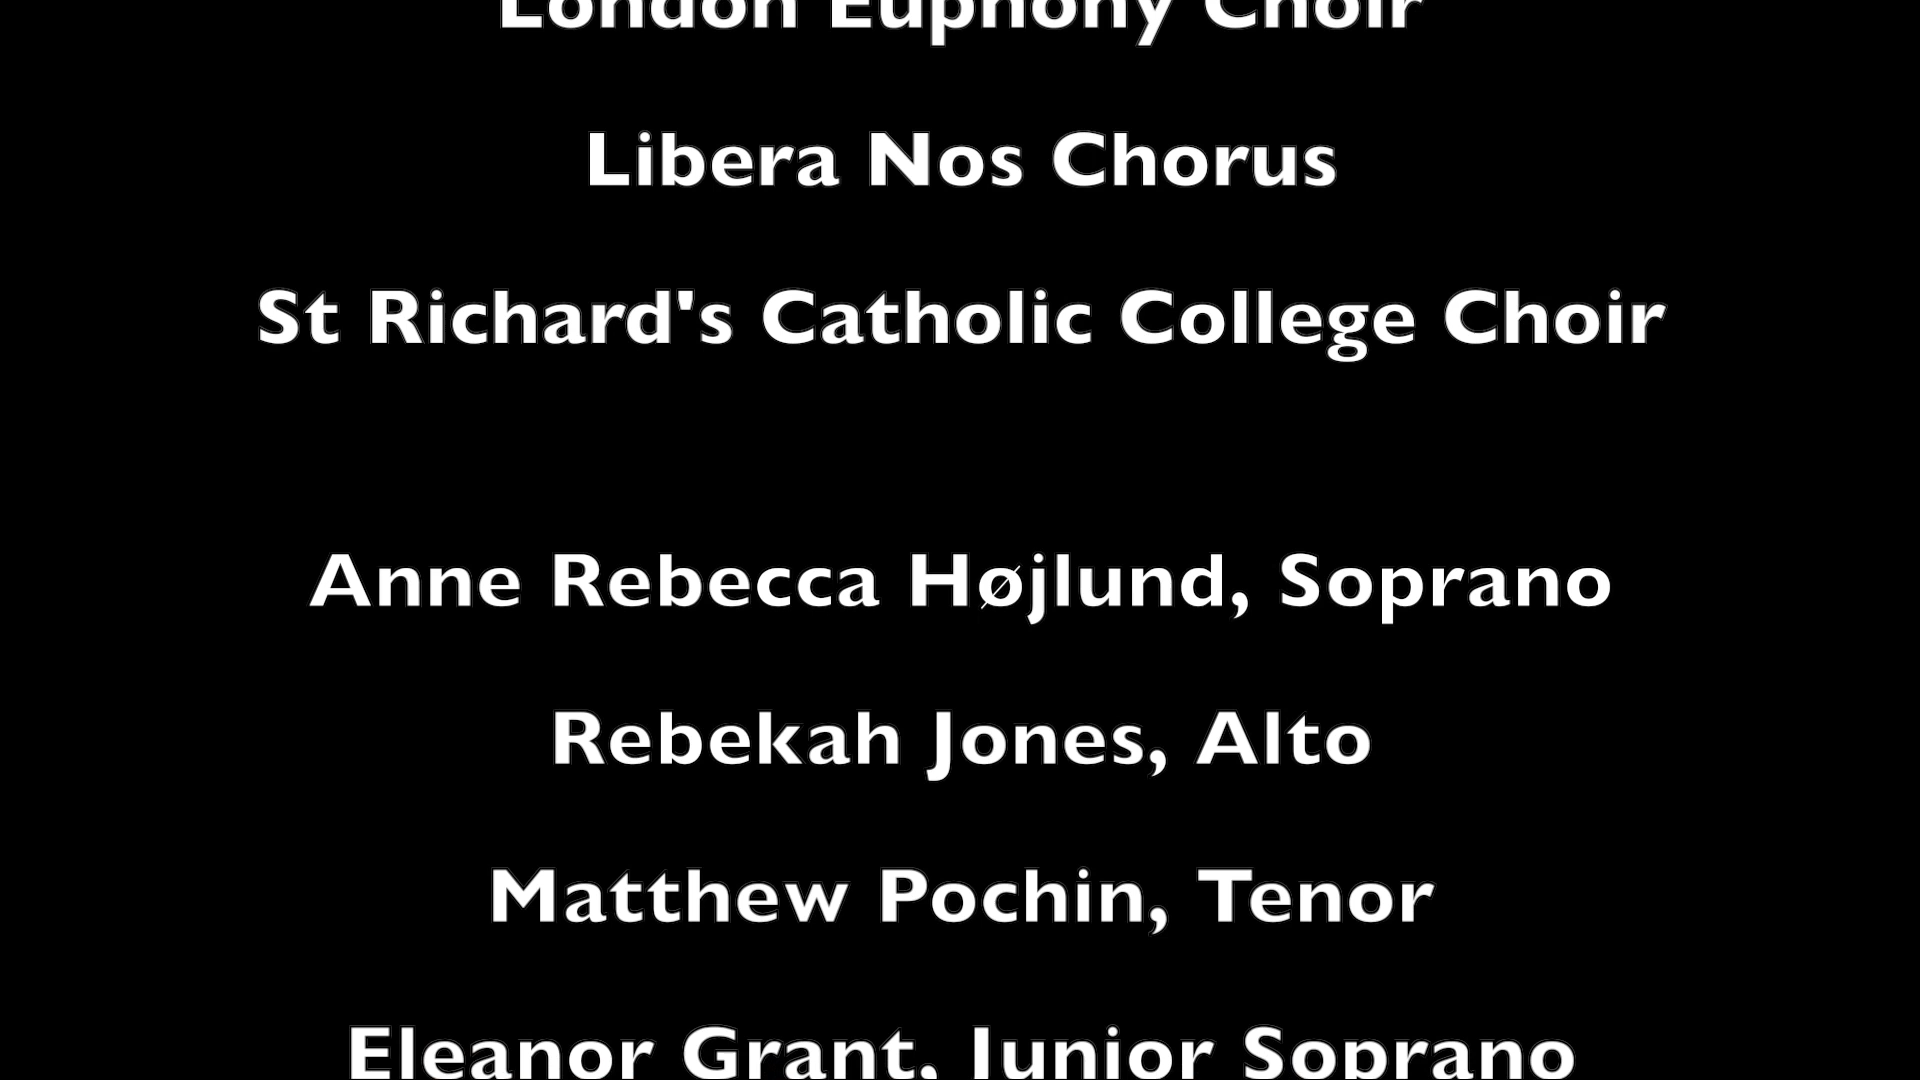 London Euphony Choir
Libera Nos Chorus
St Richard's Catholic College Choir
Anne Rebecca Højlund, Soprano
Rebekah Jones, Alto
Matthew Pochin, Tenor
Eleanor Grant, Junior Soprano